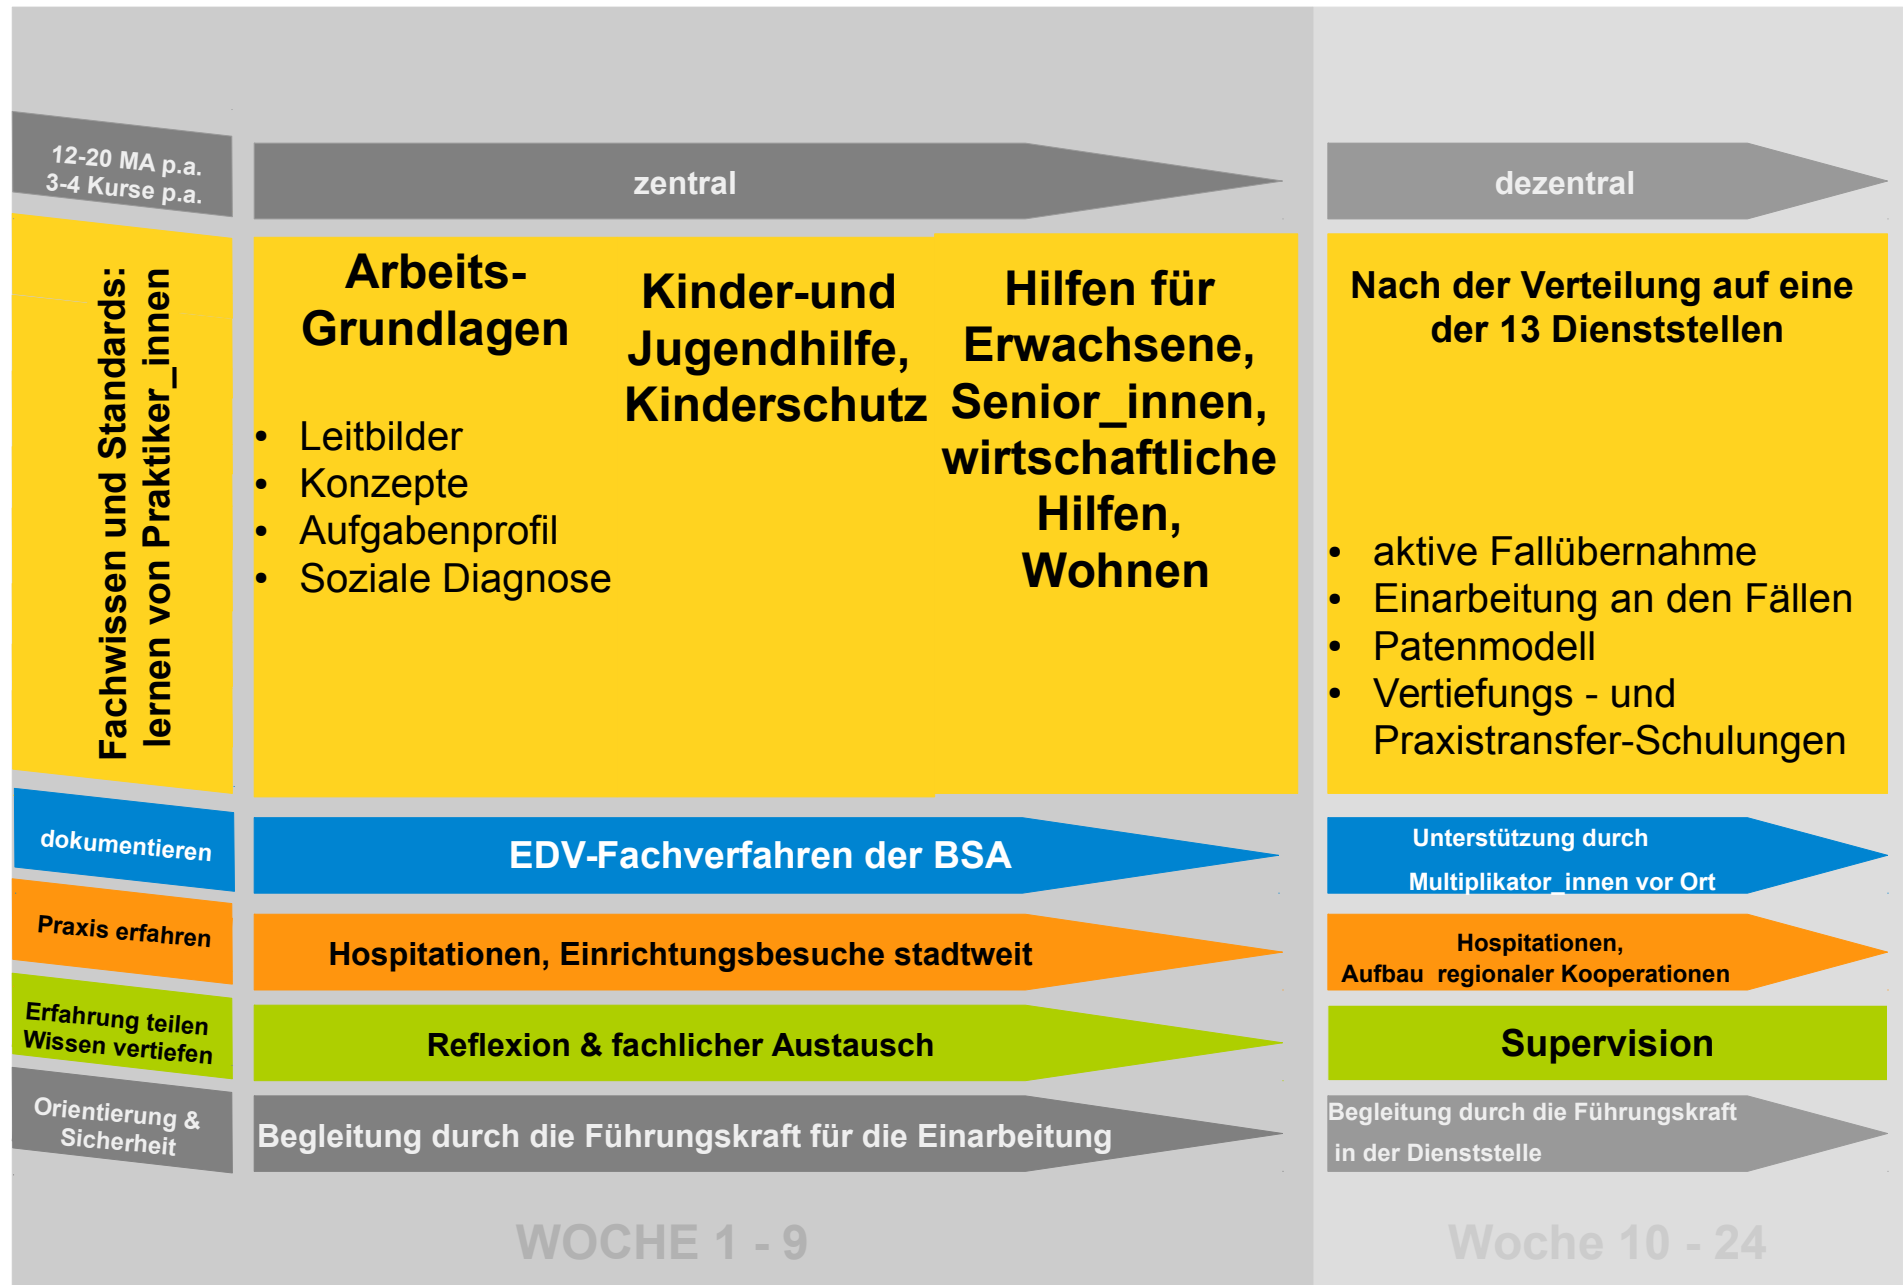 12-20 MA p.a.
3-4 Kurse p.a.
zentral
dezentral
Fachwissen und Standards:
lernen von Praktiker_innen
Arbeits-
Grundlagen
• Leitbilder
• Konzepte
• Aufgabenprofil
• Soziale Diagnose
Kinder-und
Jugendhilfe,
Kinderschutz
Hilfen für
Erwachsene,
Senior_innen,
wirtschaftliche
Hilfen,
Wohnen
Nach der Verteilung auf eine
der 13 Dienststellen
• aktive Fallübernahme
• Einarbeitung an den Fällen
• Patenmodell
• Vertiefungs - und
Praxistransfer-Schulungen
dokumentieren
EDV-Fachverfahren der BSA
Unterstützung durch
Multiplikator_innen vor Ort
Praxis erfahren
Hospitationen, Einrichtungsbesuche stadtweit
Hospitationen,
Aufbau  regionaler Kooperationen
Erfahrung teilen
Wissen vertiefen
Reflexion & fachlicher Austausch
Supervision
Orientierung &
Sicherheit
Begleitung durch die Führungskraft für die Einarbeitung
Begleitung durch die Führungskraft
in der Dienststelle
WOCHE 1 - 9
Woche 10 - 24